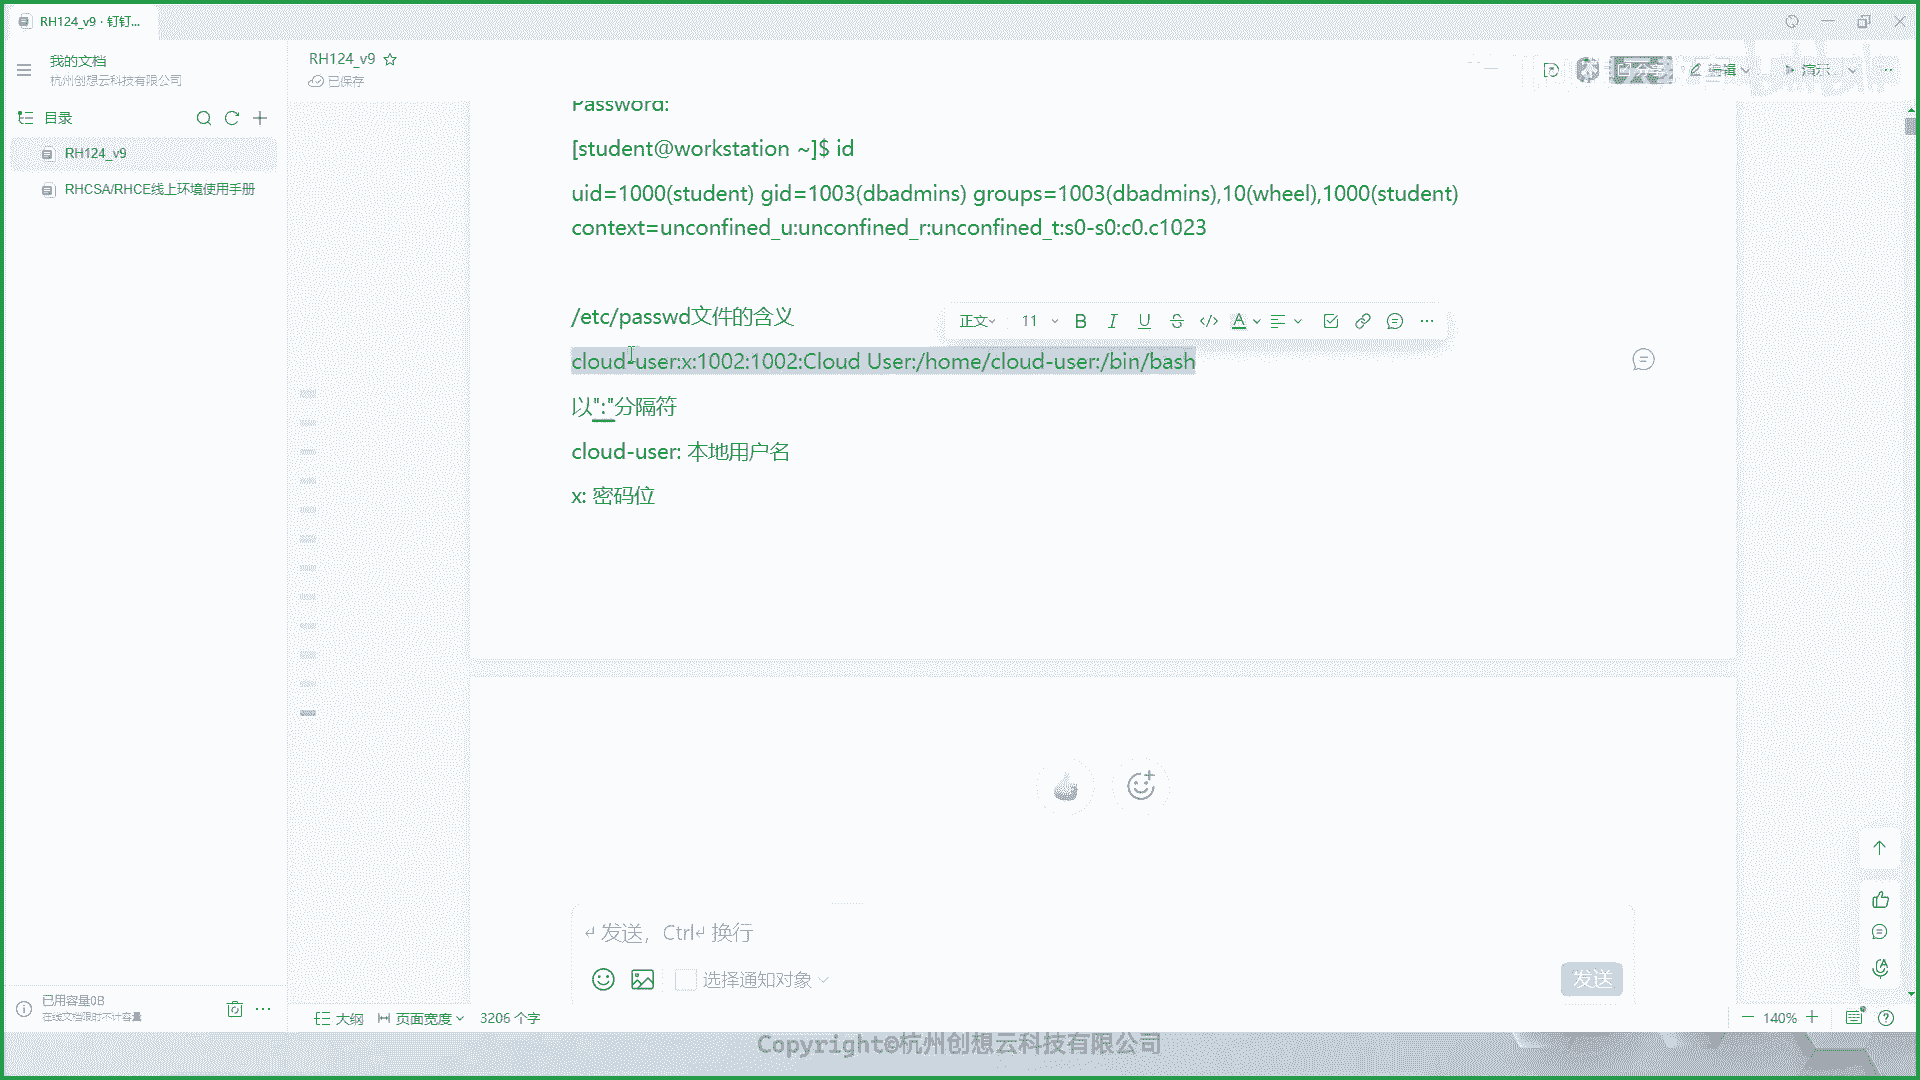 RH124_v9 · 钉钉...
我的文档
杭州创想云科技有限公司
RH124_v9
已保存
编辑
演示
目录
RH124_v9
RHCSA/RHCE线上环境使用手册
Password:
[student@workstation ~]$ id
uid=1000(student) gid=1003(dbadmins) groups=1003(dbadmins),10(wheel),1000(student)
context=unconfined_u:unconfined_r:unconfined_t:s0-s0:c0.c1023
/etc/passwd文件的含义
正文 11 B I U S </> A
cloud-user:x:1002:1002:Cloud User:/home/cloud-user:/bin/bash
以":"分隔符
cloud-user: 本地用户名
x: 密码位
↵ 发送，Ctrl↵ 换行
选择通知对象
发送
已用容量0B
在线文档限时不计容量
大纲 页面宽度 3206 个字
140%
Copyright©杭州创想云科技有限公司